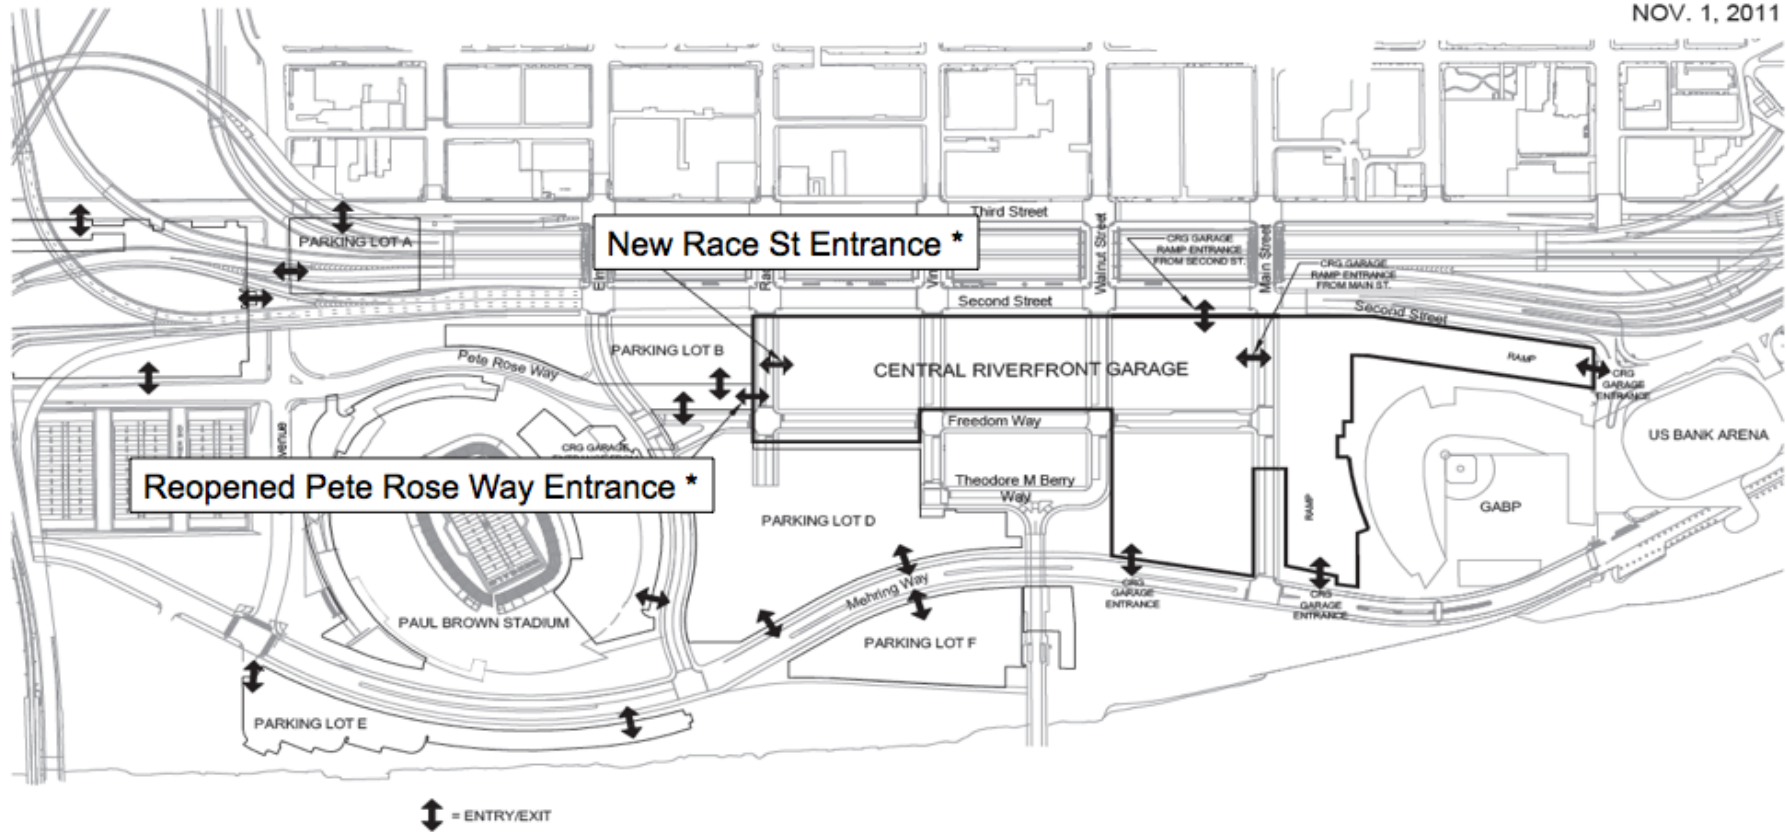 NOV. 1, 2011
Third Street
PARKING LOT A
New Race St Entrance *
Walnut Street
CRG GARAGE
RAMP ENTRANCE
FROM SECOND ST.
Main Street
CRG GARAGE
RAMP ENTRANCE
FROM MAIN ST.
Second Street
Second Street
PARKING LOT B
Pete Rose Way
CENTRAL RIVERFRONT GARAGE
RAMP
CRG
GARAGE
ENTRANCE
Freedom Way
US BANK ARENA
CRG GARAGE
Reopened Pete Rose Way Entrance *
Theodore M Berry
Way
PARKING LOT D
RAMP
GABP
Mehring Way
CRG
GARAGE
ENTRANCE
CRG
GARAGE
ENTRANCE
PAUL BROWN STADIUM
PARKING LOT F
PARKING LOT E
= ENTRY/EXIT